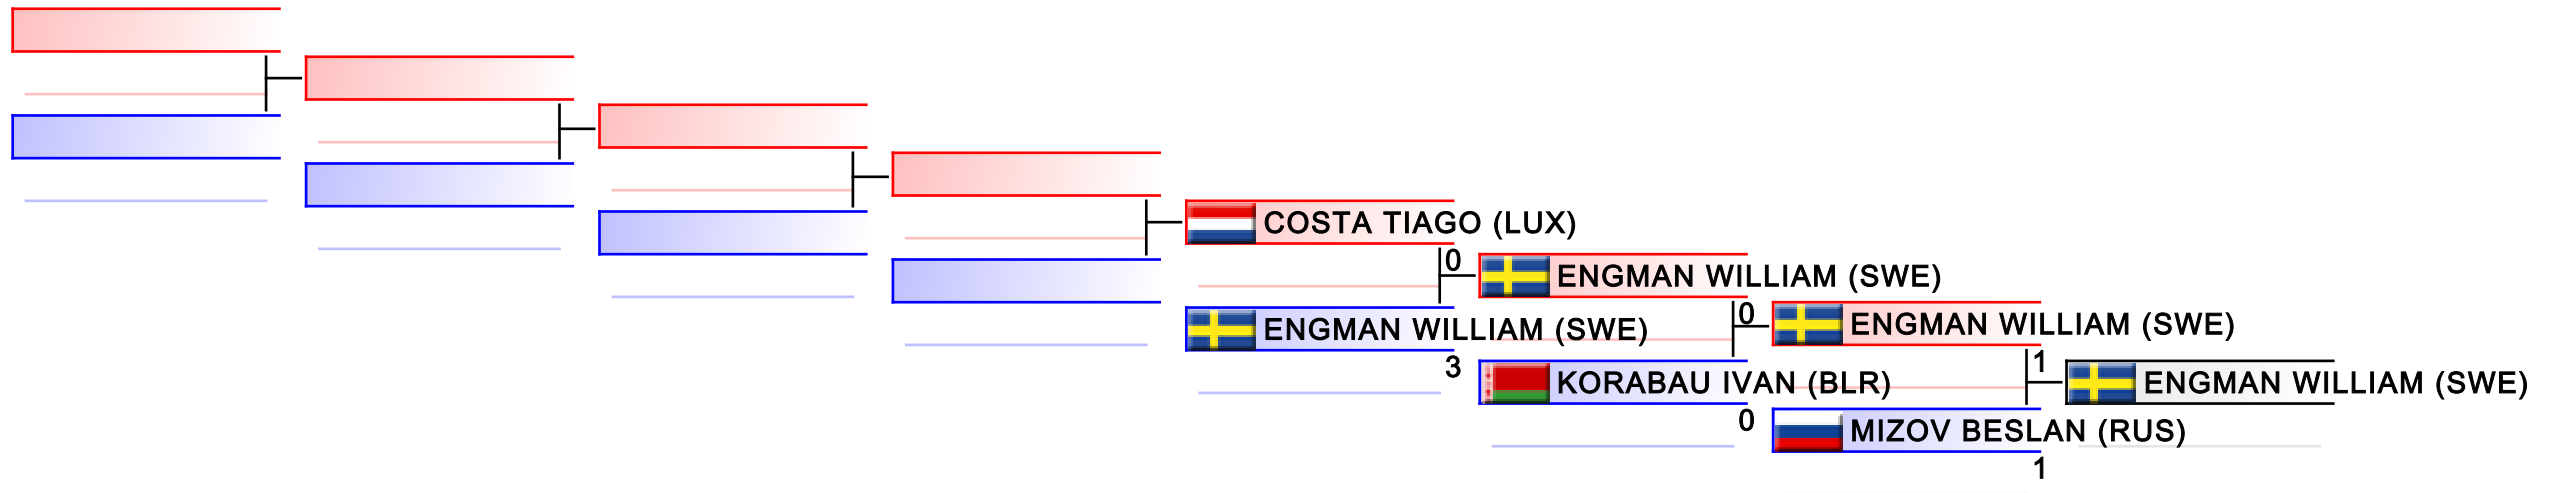 COSTA TIAGO (LUX)
0
ENGMAN WILLIAM (SWE)
0
ENGMAN WILLIAM (SWE)
ENGMAN WILLIAM (SWE)
3
1
KORABAU IVAN (BLR)
ENGMAN WILLIAM (SWE)
0
MIZOV BESLAN (RUS)
1